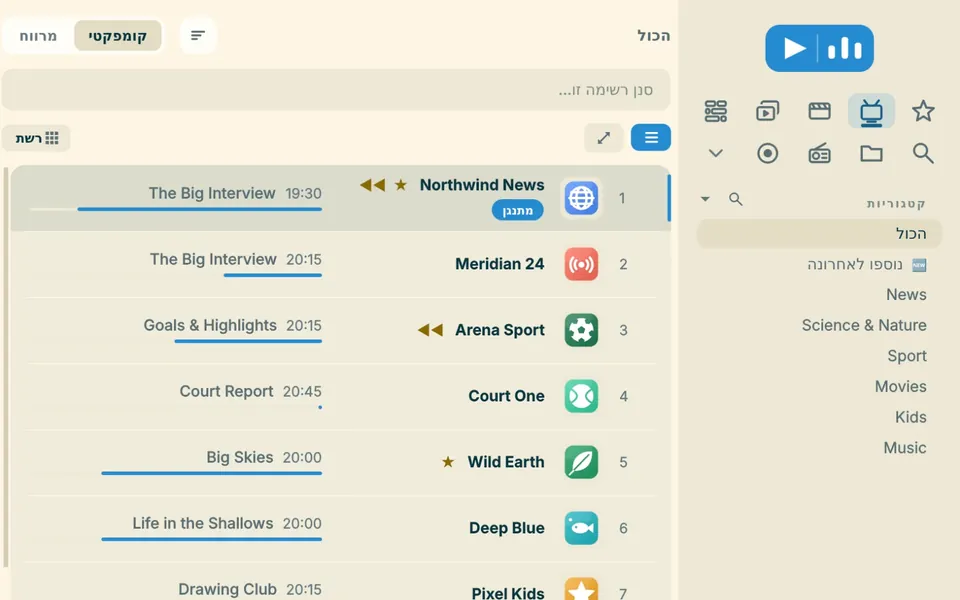 הכול
קומפקטי
מרווח
סנן רשימה זו...
רשת
1
Northwind News
מתנגן
19:30
The Big Interview
2
Meridian 24
20:15
The Big Interview
3
Arena Sport
20:15
Goals & Highlights
4
Court One
20:45
Court Report
5
Wild Earth
20:00
Big Skies
6
Deep Blue
20:00
Life in the Shallows
7
Pixel Kids
20:15
Drawing Club
קטגוריות
הכול
🆕 נוספו לאחרונה
News
Science & Nature
Sport
Movies
Kids
Music